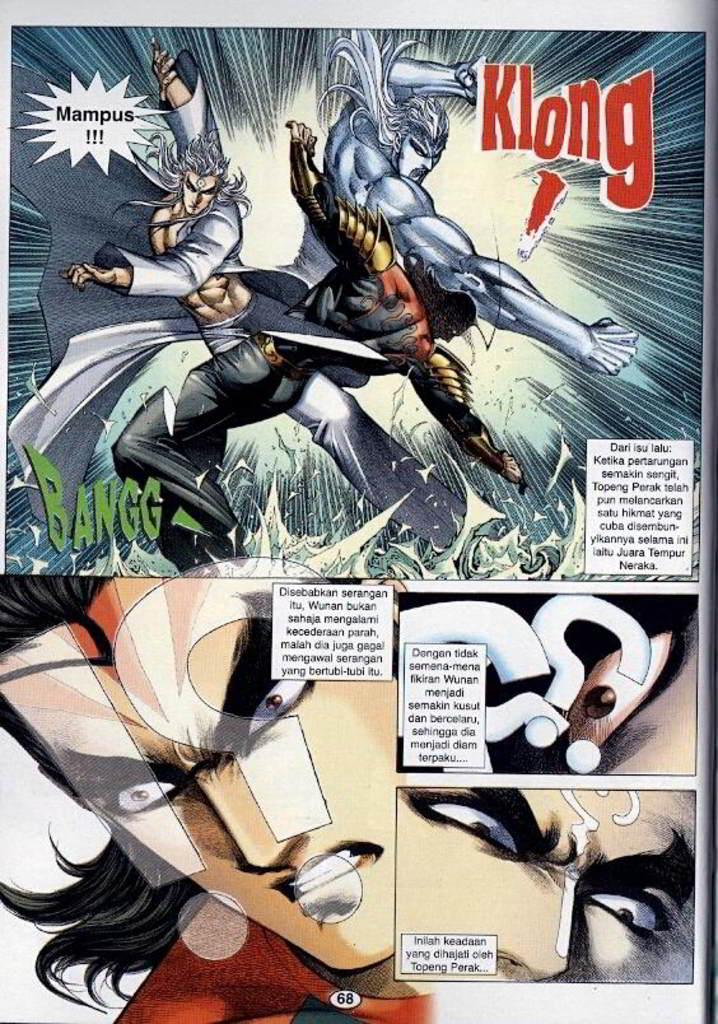 Mampus
!!!
Klong
!
BANGG
Dari isu lalu:
Ketika pertarungan
semakin sengit,
Topeng Perak telah
pun melancarkan
satu hikmat yang
cuba disembun-
yikannya selama ini
iaitu Juara Tempur
Neraka.
Disebabkan serangan
itu, Wunan bukan
sahaja mengalami
kecederaan parah,
malah dia juga gagal
mengawal serangan
yang bertubi-tubi itu.
Dengan tidak
semena-mena
fikiran Wunan
menjadi
semakin kusut
dan bercelaru,
sehingga dia
menjadi diam
terpaku....
??
Inilah keadaan
yang dihajati oleh
Topeng Perak...
68